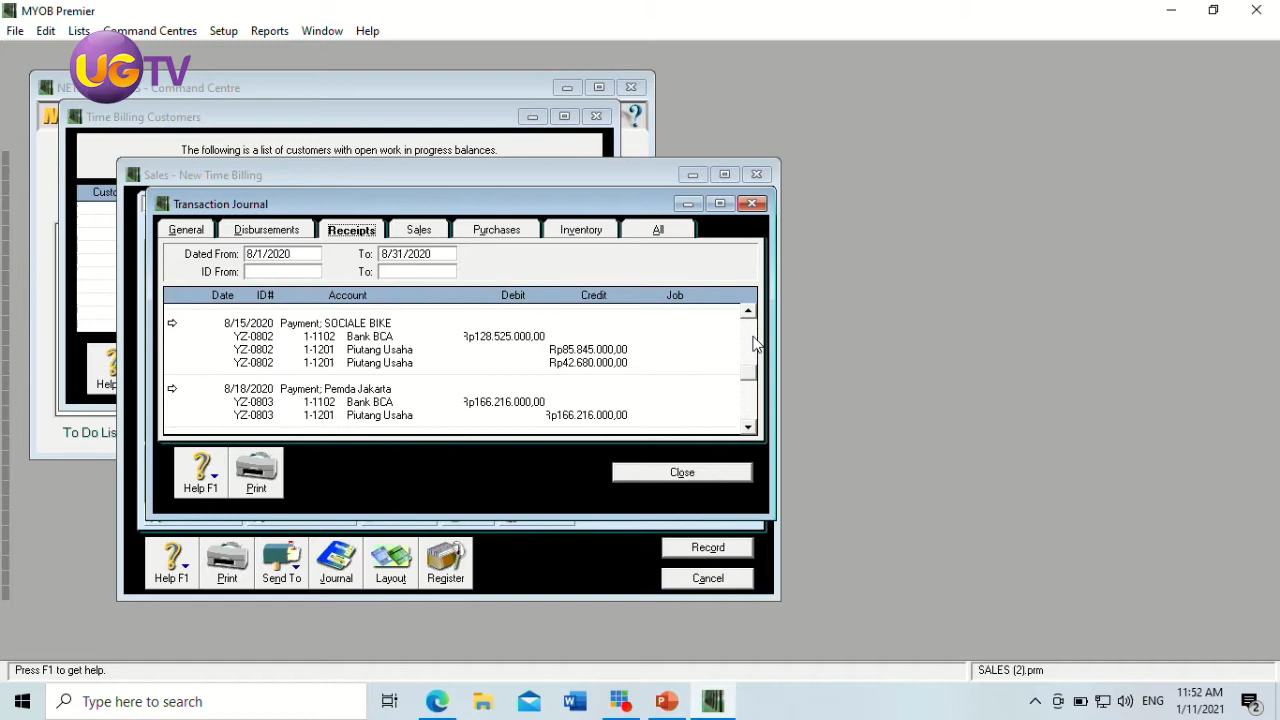 MYOB Premier
File Edit Lists Command Centres Setup Reports Window Help
UGTV
- Command Centre
Time Billing Customers
The following is a list of customers with open work in progress balances.
Sales - New Time Billing
Transaction Journal
General Disbursements Receipts Sales Purchases Inventory All
Dated From: 8/1/2020 To: 8/31/2020
ID From: To:
Date ID# Account Debit Credit Job
8/15/2020 Payment; SOCIALE BIKE
YZ-0802 1-1102 Bank BCA Rp128.525.000,00
YZ-0802 1-1201 Piutang Usaha Rp85.845.000,00
YZ-0802 1-1201 Piutang Usaha Rp42.680.000,00
8/18/2020 Payment; Pemda Jakarta
YZ-0803 1-1102 Bank BCA Rp166.216.000,00
YZ-0803 1-1201 Piutang Usaha Rp166.216.000,00
To Do Lis
Help F1 Print Close
Help F1 Print Send To Journal Layout Register
Record
Cancel
Press F1 to get help. SALES (2).prm
Type here to search
ENG
11:52 AM
1/11/2021
2